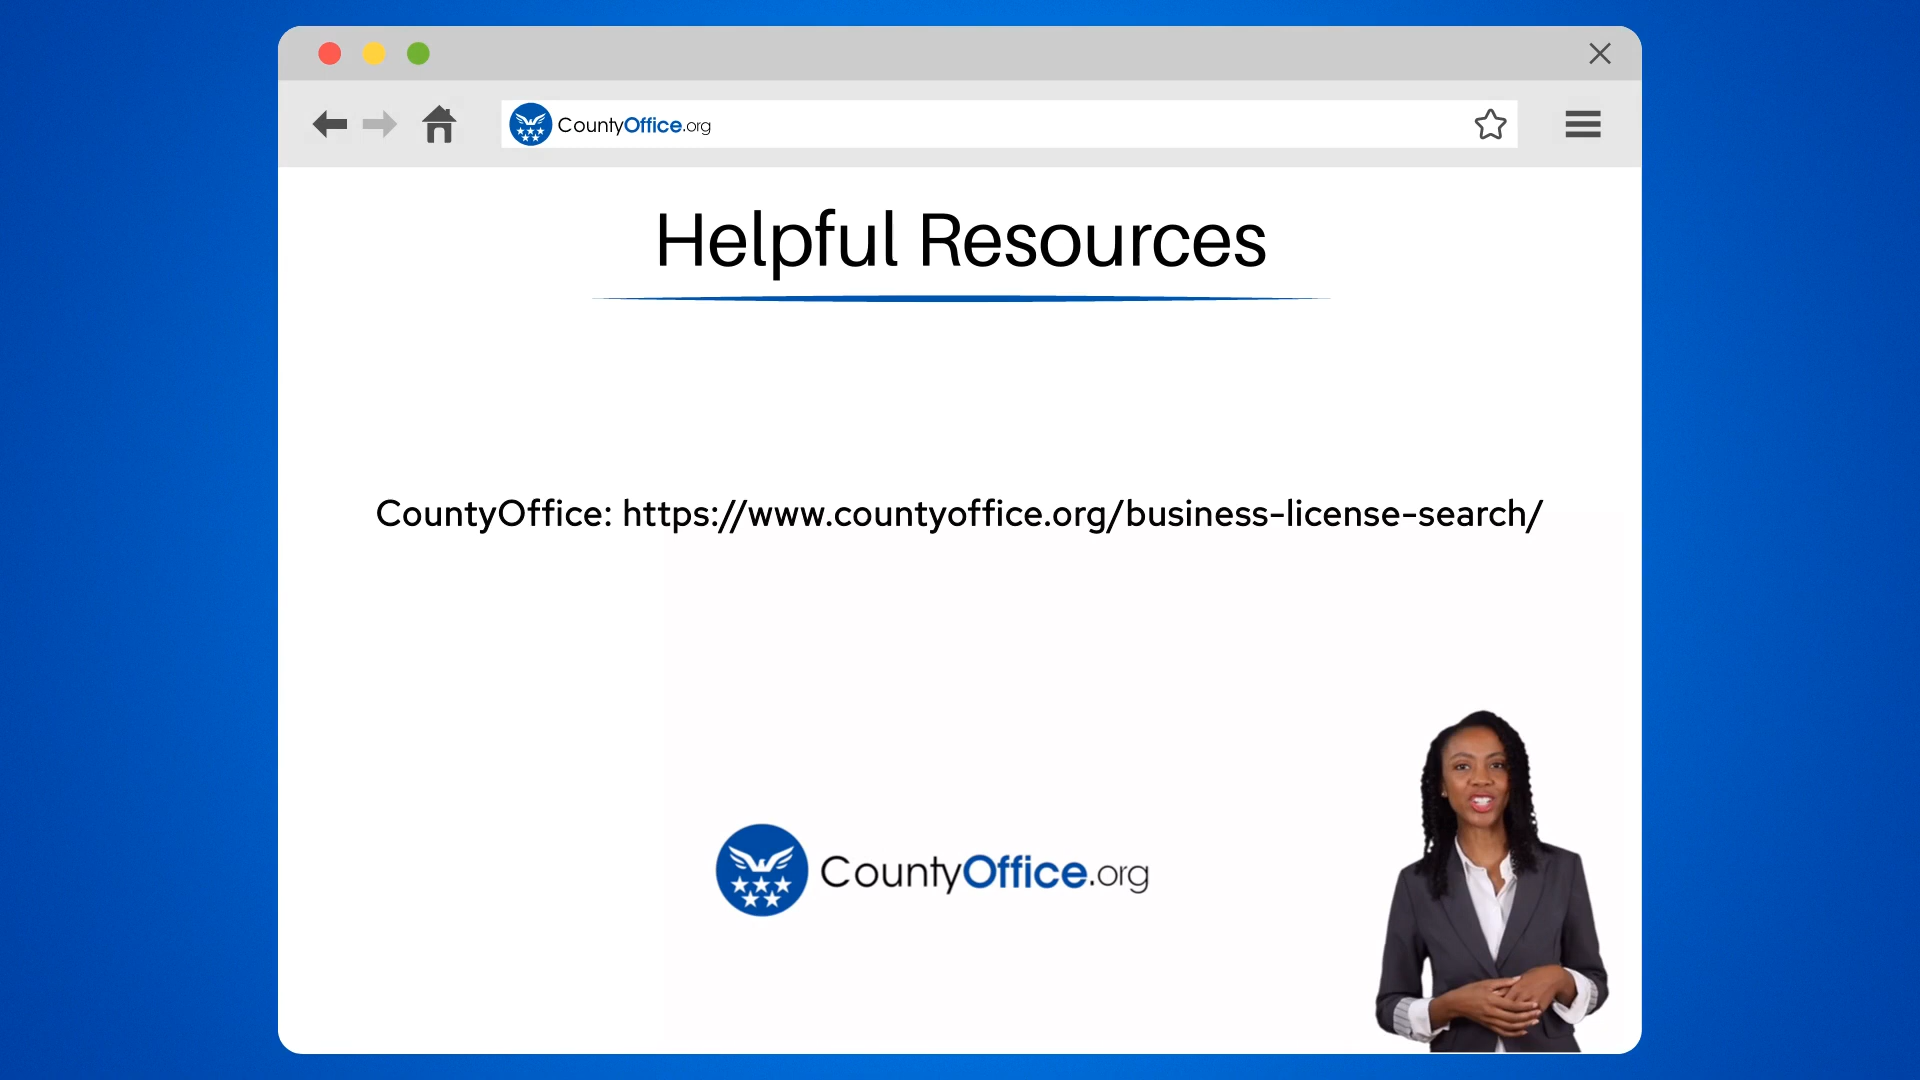 CountyOffice.org
Helpful Resources
CountyOffice: https://www.countyoffice.org/business-license-search/
CountyOffice.org